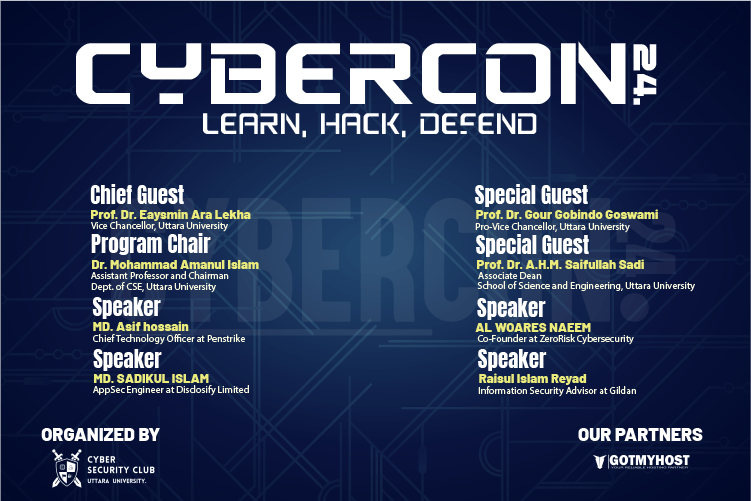 CYBERCON 24.
LEARN, HACK, DEFEND
Chief Guest
Prof. Dr. Eaysmin Ara Lekha
Vice Chancellor, Uttara University
Program Chair
Dr. Mohammad Amanul Islam
Assistant Professor and Chairman
Dept. of CSE, Uttara University
Speaker
MD. Asif hossain
Chief Technology Officer at Penstrike
Speaker
MD. SADIKUL ISLAM
AppSec Engineer at Disclosify Limited
Special Guest
Prof. Dr. Gour Gobindo Goswami
Pro-Vice Chancellor, Uttara University
Special Guest
Prof. Dr. A.H.M. Saifullah Sadi
Associate Dean
School of Science and Engineering, Uttara University
Speaker
AL WOARES NAEEM
Co-Founder at ZeroRisk Cybersecurity
Speaker
Raisul Islam Reyad
Information Security Advisor at Gildan
ORGANIZED BY
CYBER
SECURITY CLUB
UTTARA UNIVERSITY.
OUR PARTNERS
GOTMYHOST
YOUR RELIABLE HOSTING PARTNER
CYBERCON